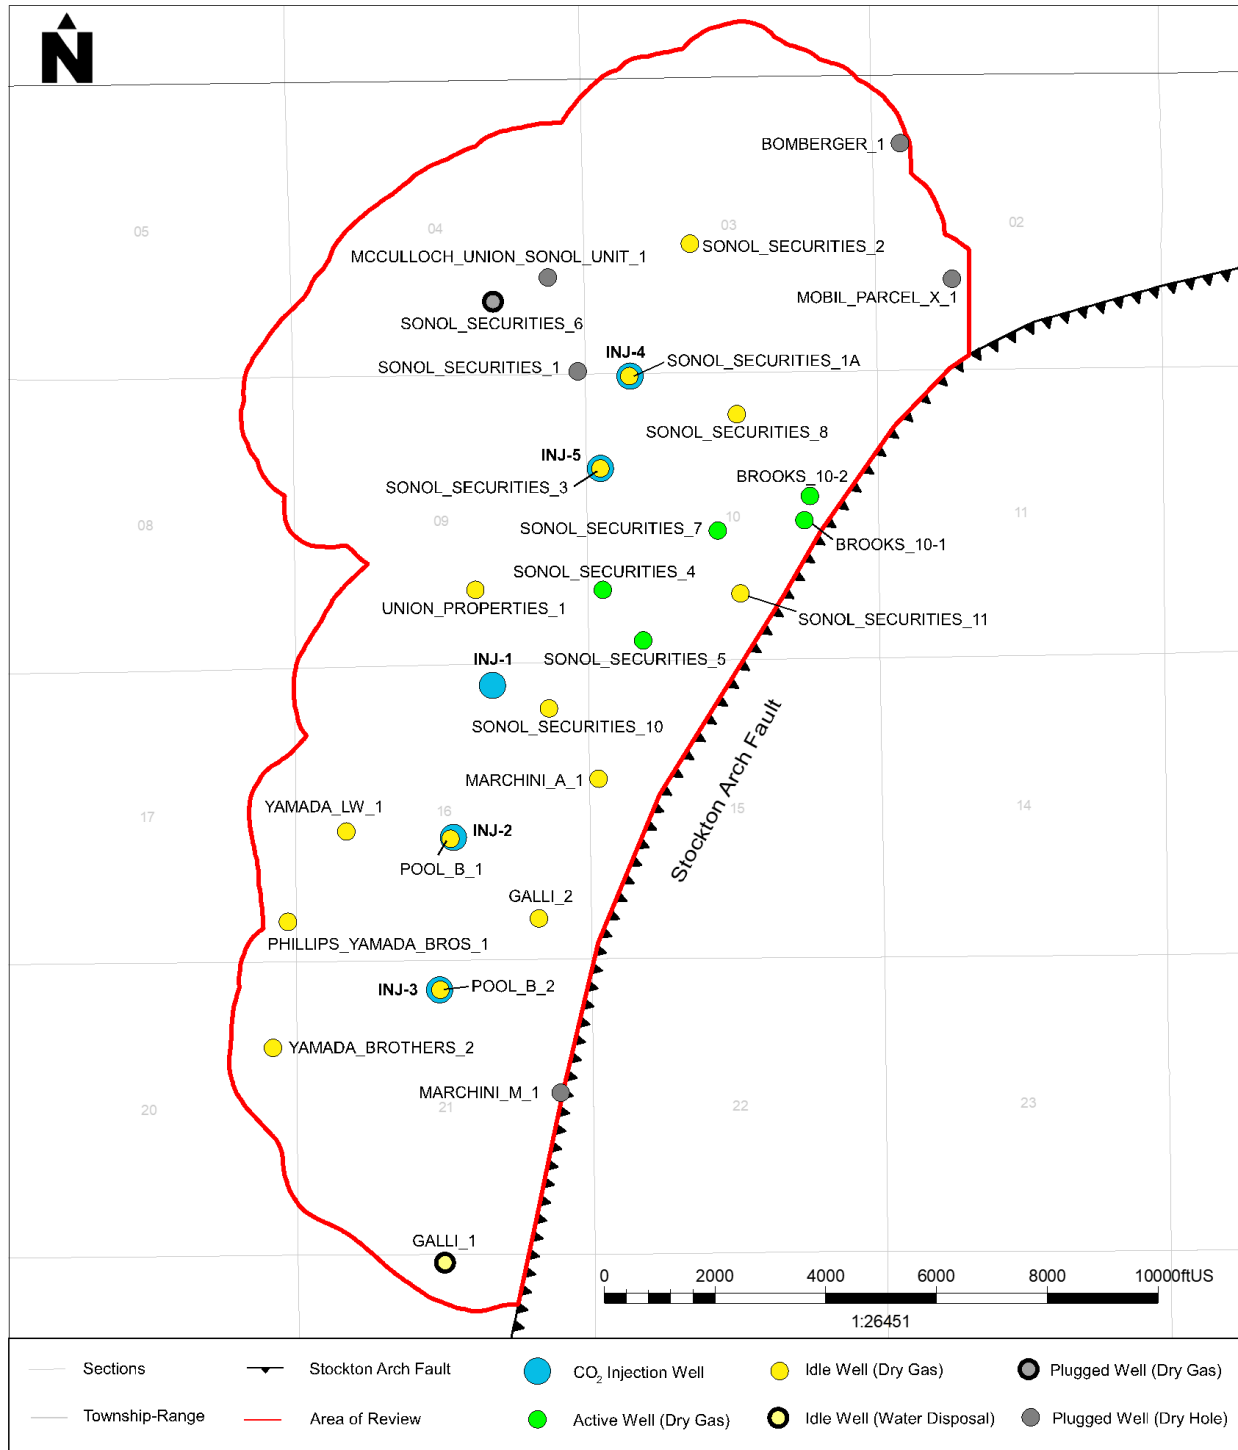 N
BOMBERGER_1
05
04
03
02
SONOL_SECURITIES_2
MCCULLOCH_UNION_SONOL_UNIT_1
MOBIL_PARCEL_X_1
SONOL_SECURITIES_6
INJ-4
SONOL_SECURITIES_1A
SONOL_SECURITIES_1
SONOL_SECURITIES_8
INJ-5
BROOKS_10-2
SONOL_SECURITIES_3
08
09
SONOL_SECURITIES_7
10
11
BROOKS_10-1
SONOL_SECURITIES_4
UNION_PROPERTIES_1
SONOL_SECURITIES_11
INJ-1
SONOL_SECURITIES_5
SONOL_SECURITIES_10
Stockton Arch Fault
MARCHINI_A_1
YAMADA_LW_1
17
16
15
14
INJ-2
POOL_B_1
GALLI_2
PHILLIPS_YAMADA_BROS_1
INJ-3
POOL_B_2
YAMADA_BROTHERS_2
MARCHINI_M_1
20
21
22
23
GALLI_1
0 2000 4000 6000 8000 10000ftUS
1:26451
Sections
Stockton Arch Fault
CO2 Injection Well
Idle Well (Dry Gas)
Plugged Well (Dry Gas)
Township-Range
Area of Review
Active Well (Dry Gas)
Idle Well (Water Disposal)
Plugged Well (Dry Hole)